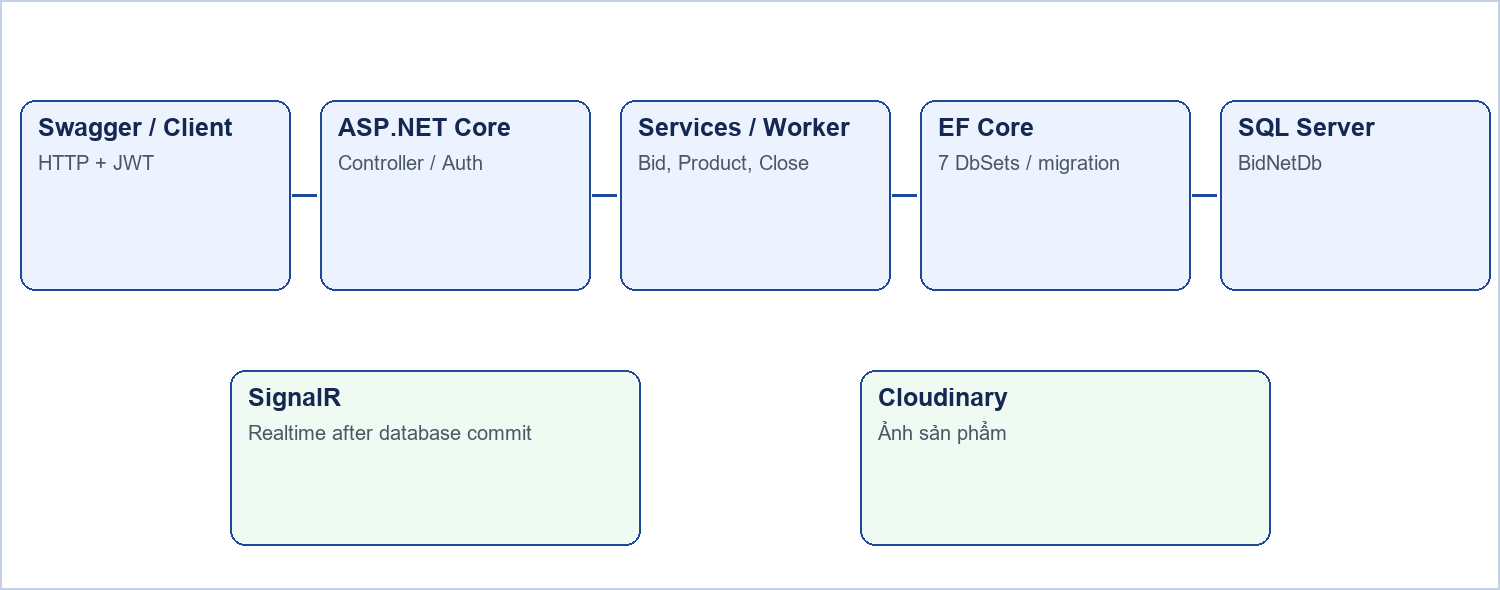 Swagger / Client
HTTP + JWT
ASP.NET Core
Controller / Auth
Services / Worker
Bid, Product, Close
EF Core
7 DbSets / migration
SQL Server
BidNetDb
SignalR
Realtime after database commit
Cloudinary
Ảnh sản phẩm